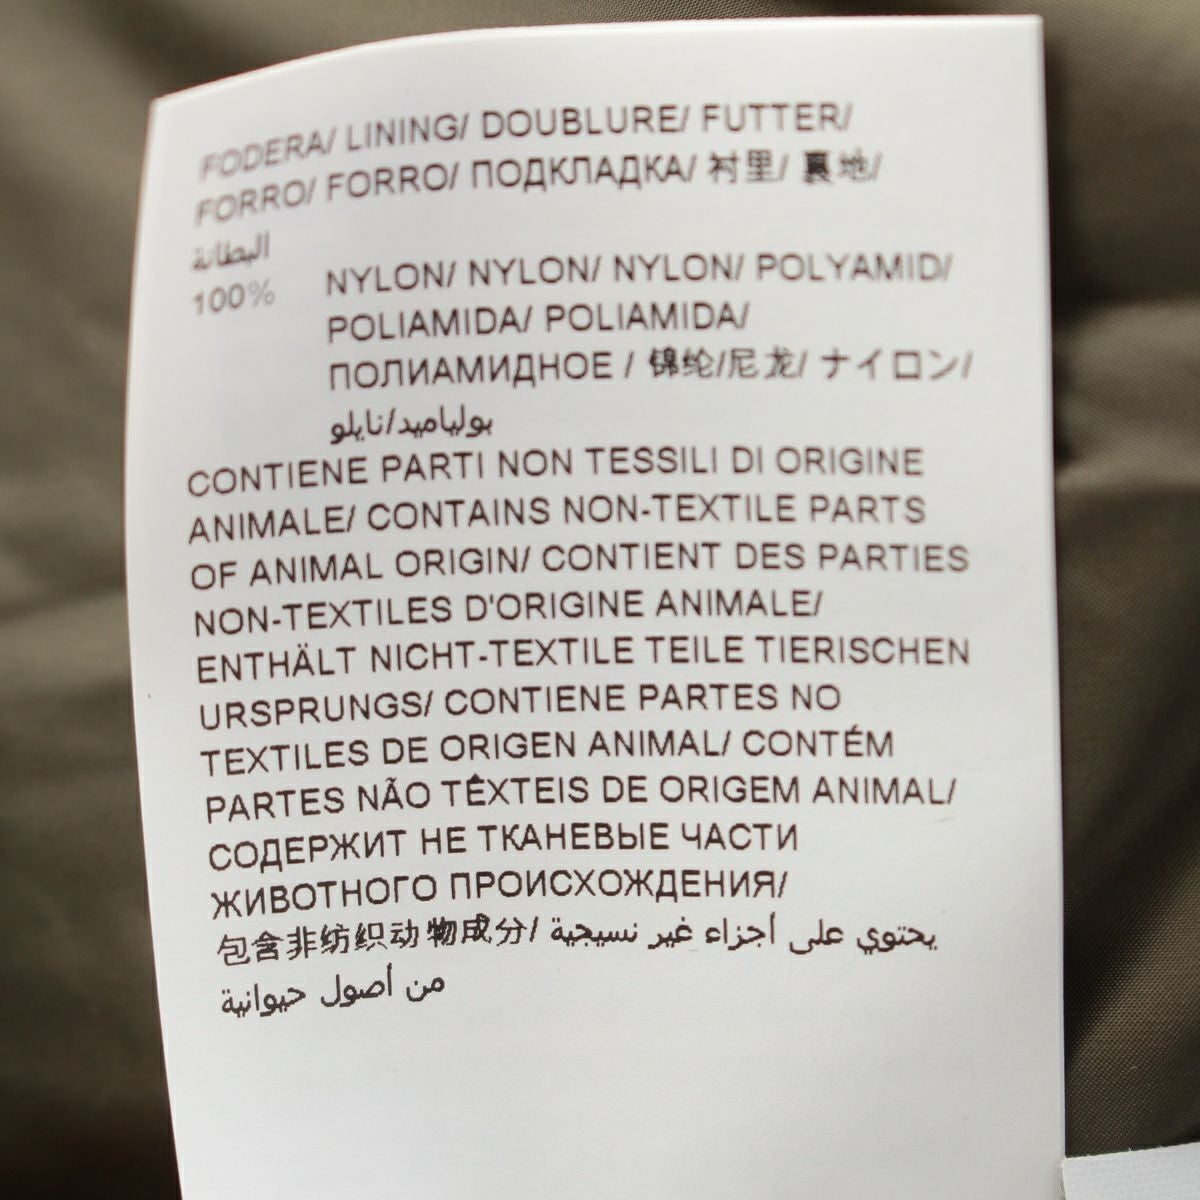 FODERA/ LINING/ DOUBLURE/ FUTTER/
FORRO/ FORRO/ ПОДКЛАДКА/ 衬里/ 裏地/
البطانة
100% NYLON/ NYLON/ NYLON/ POLYAMID/
POLIAMIDA/ POLIAMIDA/
ПОЛИАМИДНОЕ / 锦纶/尼龙/ ナイロン/
بولياميد/نايلو
CONTIENE PARTI NON TESSILI DI ORIGINE
ANIMALE/ CONTAINS NON-TEXTILE PARTS
OF ANIMAL ORIGIN/ CONTIENT DES PARTIES
NON-TEXTILES D'ORIGINE ANIMALE/
ENTHÄLT NICHT-TEXTILE TEILE TIERISCHEN
URSPRUNGS/ CONTIENE PARTES NO
TEXTILES DE ORIGEN ANIMAL/ CONTÉM
PARTES NÃO TÊXTEIS DE ORIGEM ANIMAL/
СОДЕРЖИТ НЕ ТКАНЕВЫЕ ЧАСТИ
ЖИВОТНОГО ПРОИСХОЖДЕНИЯ/
包含非纺织动物成分/ يحتوي على أجزاء غير نسيجية
من أصول حيوانية